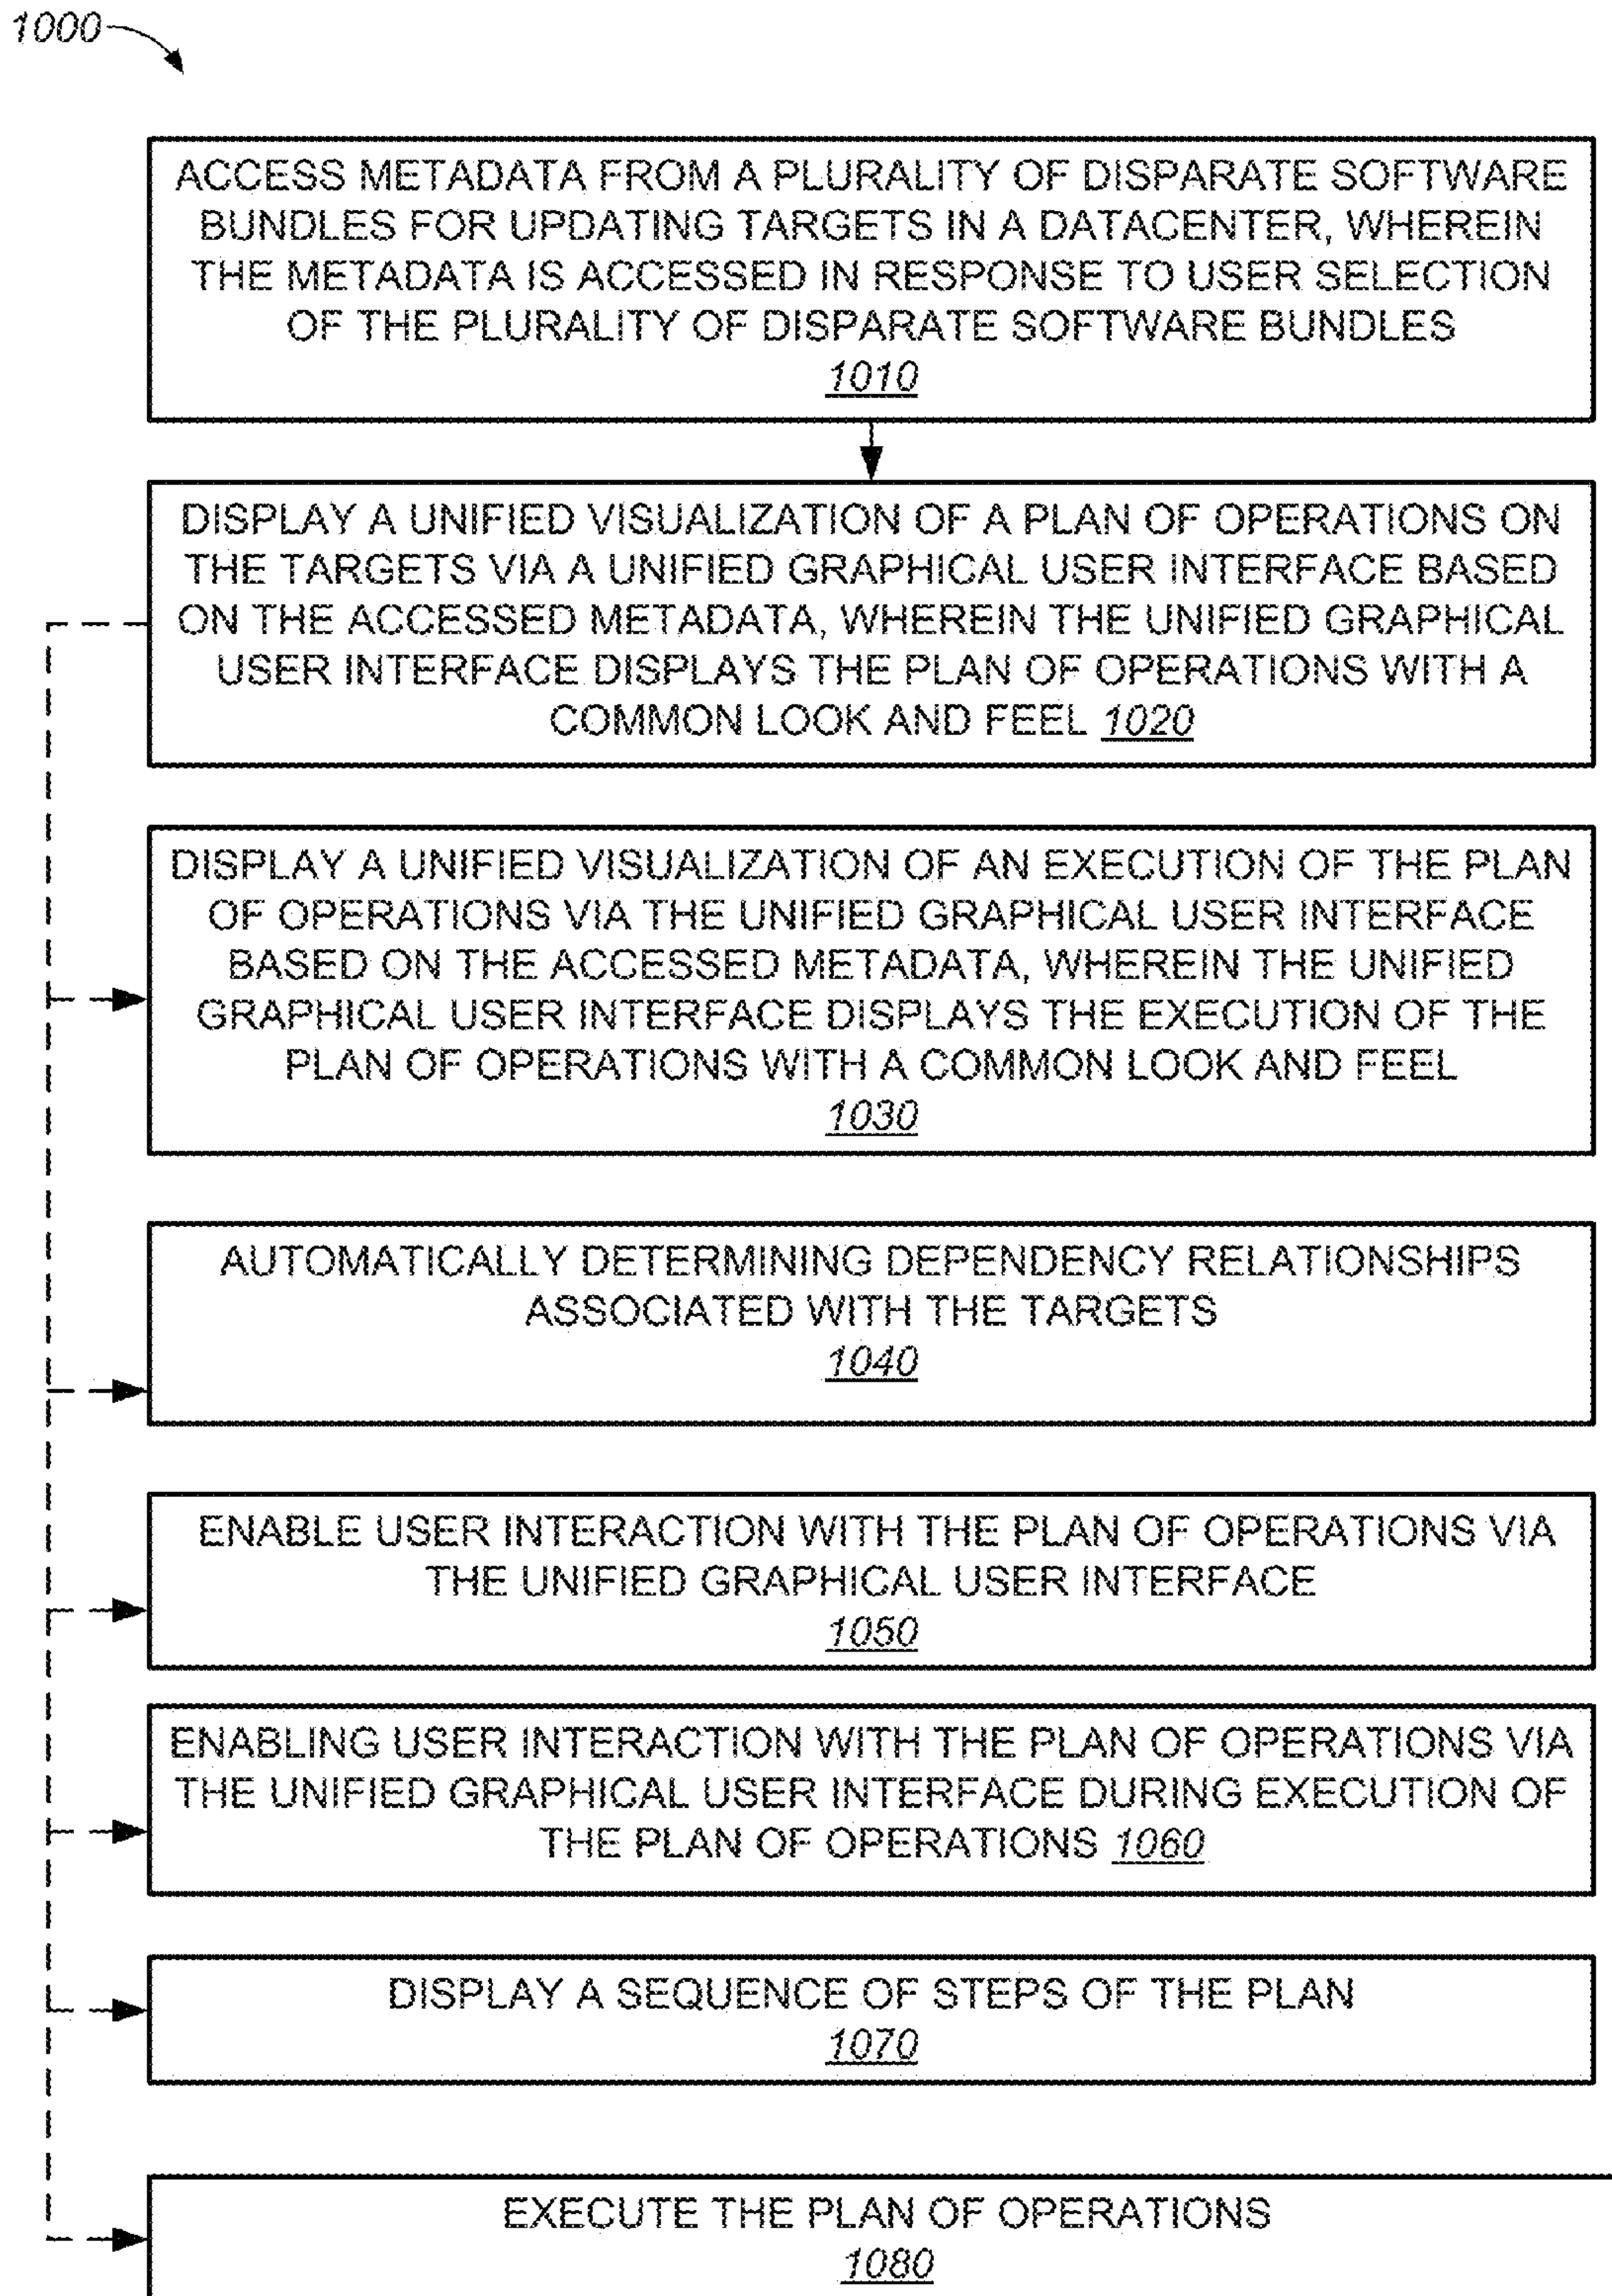 1000
ACCESS METADATA FROM A PLURALITY OF DISPARATE SOFTWARE
BUNDLES FOR UPDATING TARGETS IN A DATACENTER, WHEREIN
THE METADATA IS ACCESSED IN RESPONSE TO USER SELECTION
OF THE PLURALITY OF DISPARATE SOFTWARE BUNDLES
1010
DISPLAY A UNIFIED VISUALIZATION OF A PLAN OF OPERATIONS ON
THE TARGETS VIA A UNIFIED GRAPHICAL USER INTERFACE BASED
ON THE ACCESSED METADATA, WHEREIN THE UNIFIED GRAPHICAL
USER INTERFACE DISPLAYS THE PLAN OF OPERATIONS WITH A
COMMON LOOK AND FEEL 1020
DISPLAY A UNIFIED VISUALIZATION OF AN EXECUTION OF THE PLAN
OF OPERATIONS VIA THE UNIFIED GRAPHICAL USER INTERFACE
BASED ON THE ACCESSED METADATA, WHEREIN THE UNIFIED
GRAPHICAL USER INTERFACE DISPLAYS THE EXECUTION OF THE
PLAN OF OPERATIONS WITH A COMMON LOOK AND FEEL
1030
AUTOMATICALLY DETERMINING DEPENDENCY RELATIONSHIPS
ASSOCIATED WITH THE TARGETS
1040
ENABLE USER INTERACTION WITH THE PLAN OF OPERATIONS VIA
THE UNIFIED GRAPHICAL USER INTERFACE
1050
ENABLING USER INTERACTION WITH THE PLAN OF OPERATIONS VIA
THE UNIFIED GRAPHICAL USER INTERFACE DURING EXECUTION OF
THE PLAN OF OPERATIONS 1060
DISPLAY A SEQUENCE OF STEPS OF THE PLAN
1070
EXECUTE THE PLAN OF OPERATIONS
1080